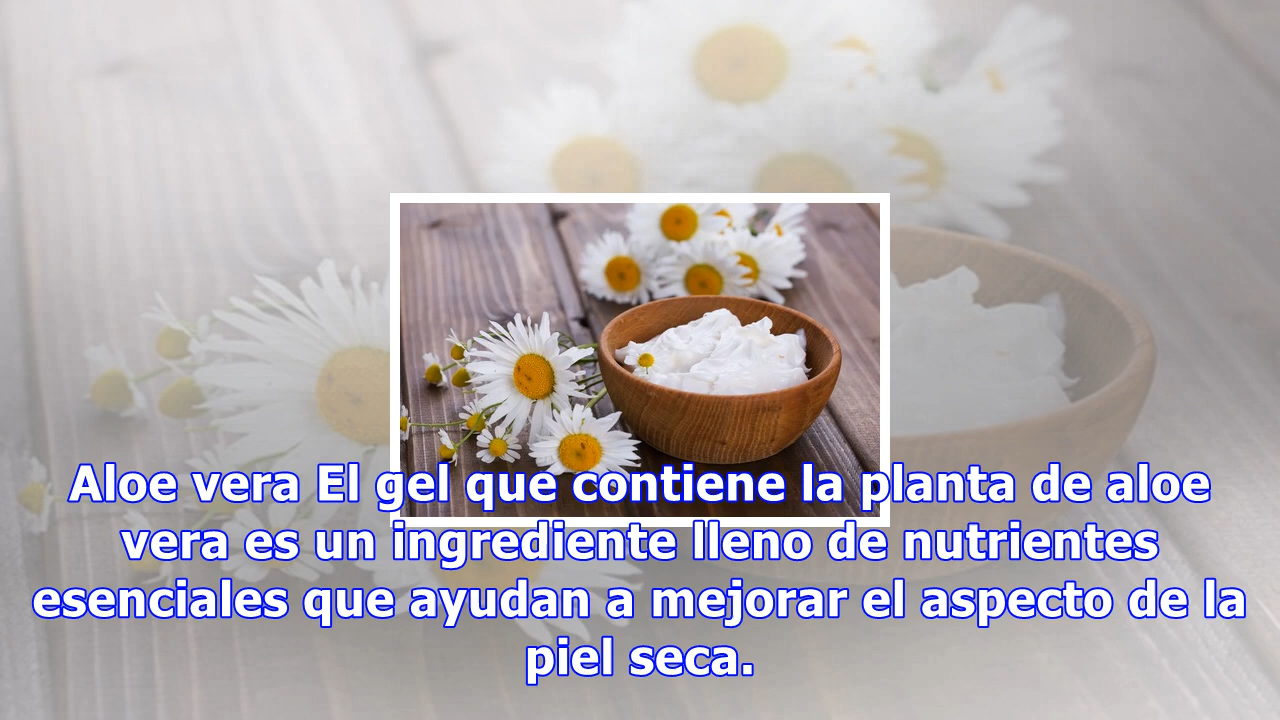 Aloe vera El gel que contiene la planta de aloe
vera es un ingrediente lleno de nutrientes
esenciales que ayudan a mejorar el aspecto de la
piel seca.